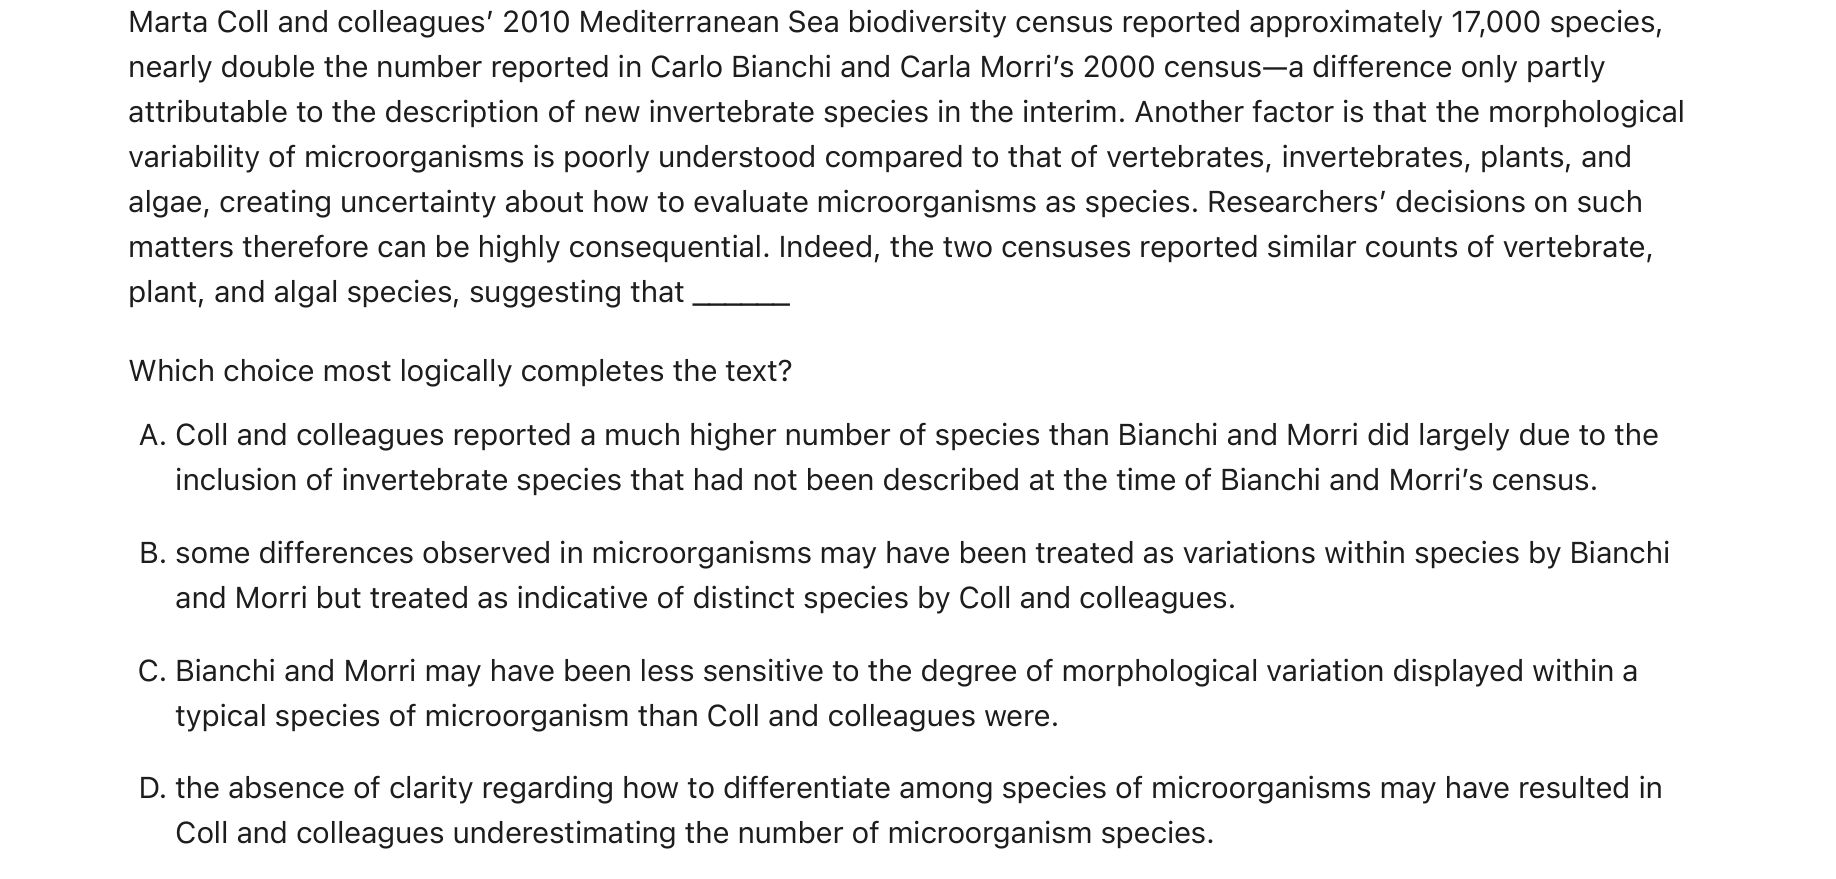 Marta Coll and colleagues’ 2010 Mediterranean Sea biodiversity census reported approximately 17,000 species,
nearly double the number reported in Carlo Bianchi and Carla Morri’s 2000 census—a difference only partly
attributable to the description of new invertebrate species in the interim. Another factor is that the morphological
variability of microorganisms is poorly understood compared to that of vertebrates, invertebrates, plants, and
algae, creating uncertainty about how to evaluate microorganisms as species. Researchers’ decisions on such
matters therefore can be highly consequential. Indeed, the two censuses reported similar counts of vertebrate,
plant, and algal species, suggesting that ______
Which choice most logically completes the text?
A. Coll and colleagues reported a much higher number of species than Bianchi and Morri did largely due to the
inclusion of invertebrate species that had not been described at the time of Bianchi and Morri’s census.
B. some differences observed in microorganisms may have been treated as variations within species by Bianchi
and Morri but treated as indicative of distinct species by Coll and colleagues.
C. Bianchi and Morri may have been less sensitive to the degree of morphological variation displayed within a
typical species of microorganism than Coll and colleagues were.
D. the absence of clarity regarding how to differentiate among species of microorganisms may have resulted in
Coll and colleagues underestimating the number of microorganism species.